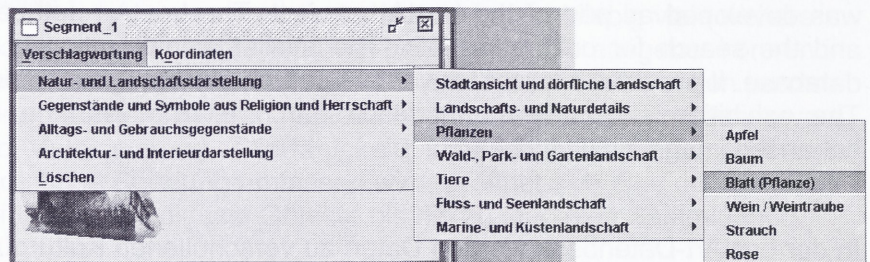 Segment_1
Verschlagwortung Koordinaten
Natur- und Landschaftsdarstellung
Gegenstände und Symbole aus Religion und Herrschaft
Alltags- und Gebrauchsgegenstände
Architektur- und Interieurdarstellung
Löschen
Stadtansicht und dörfliche Landschaft
Landschafts- und Naturdetails
Pflanzen
Wald-, Park- und Gartenlandschaft
Tiere
Fluss- und Seenlandschaft
Marine- und Küstenlandschaft
Apfel
Baum
Blatt (Pflanze)
Wein / Weintraube
Strauch
Rose